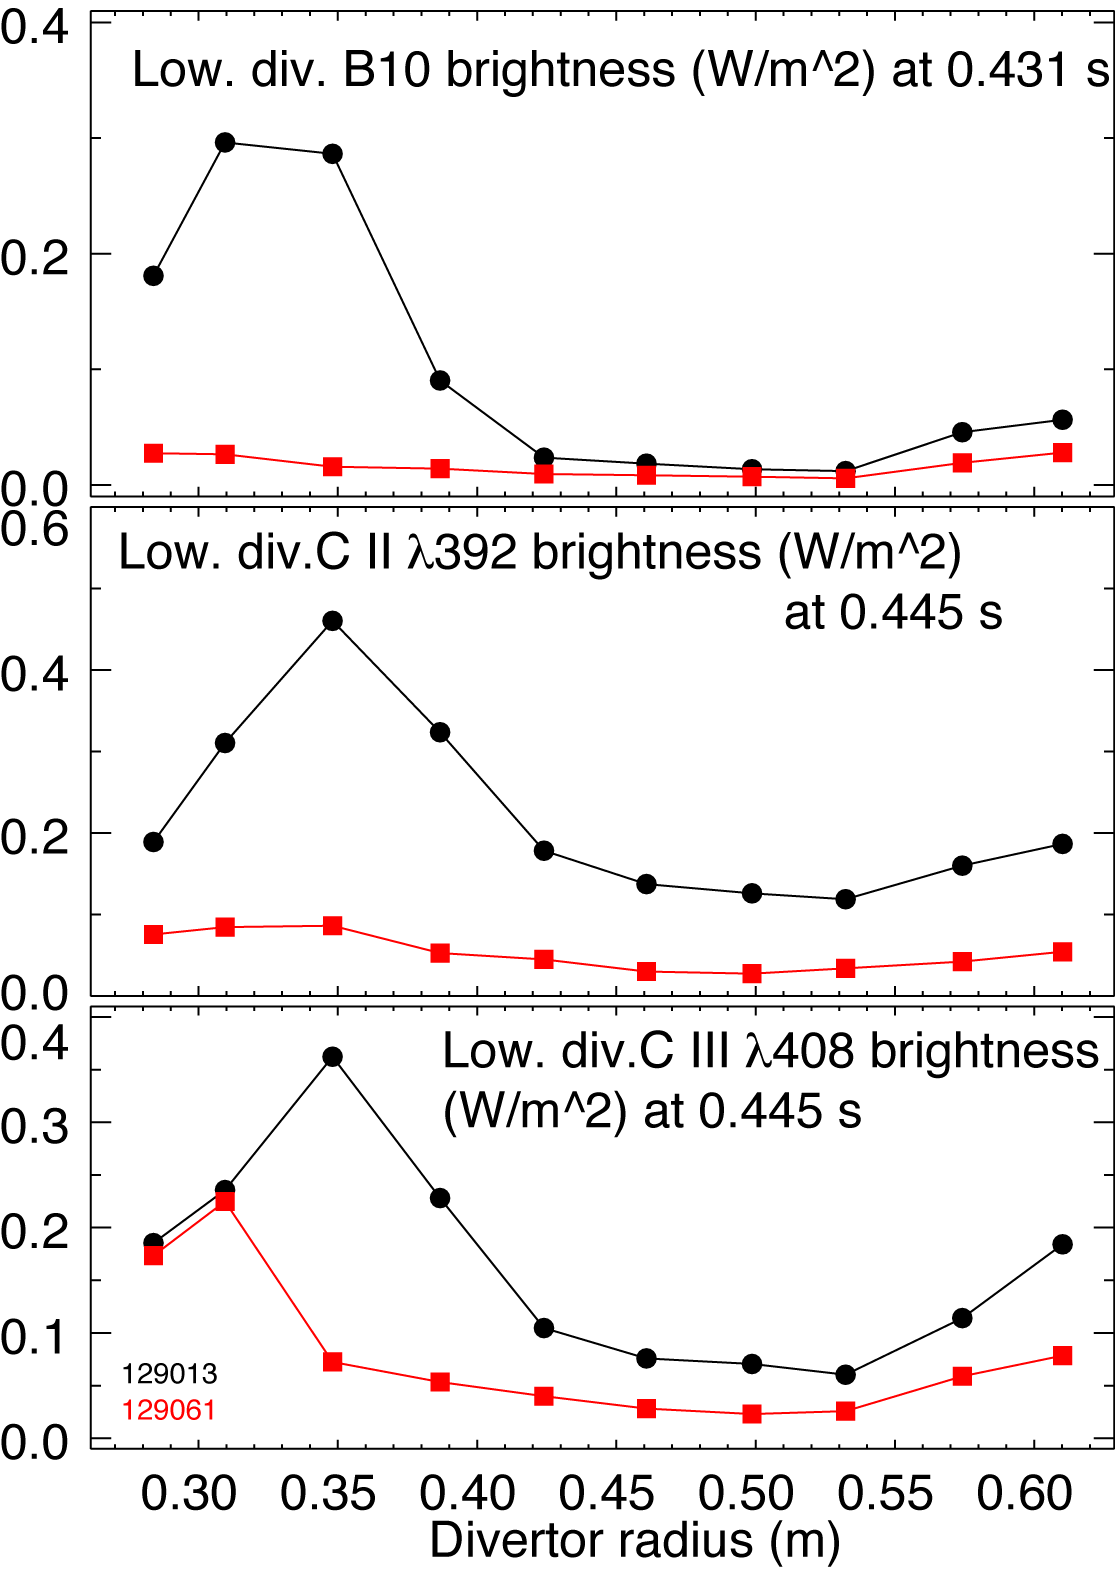 0.4
Low. div. B10 brightness (W/m^2) at 0.431 s
0.2
0.0
0.6
Low. div.C II λ392 brightness (W/m^2)
at 0.445 s
0.4
0.2
0.0
0.4
Low. div.C III λ408 brightness
(W/m^2) at 0.445 s
0.3
0.2
0.1
129013
129061
0.0
0.30 0.35 0.40 0.45 0.50 0.55 0.60
Divertor radius (m)